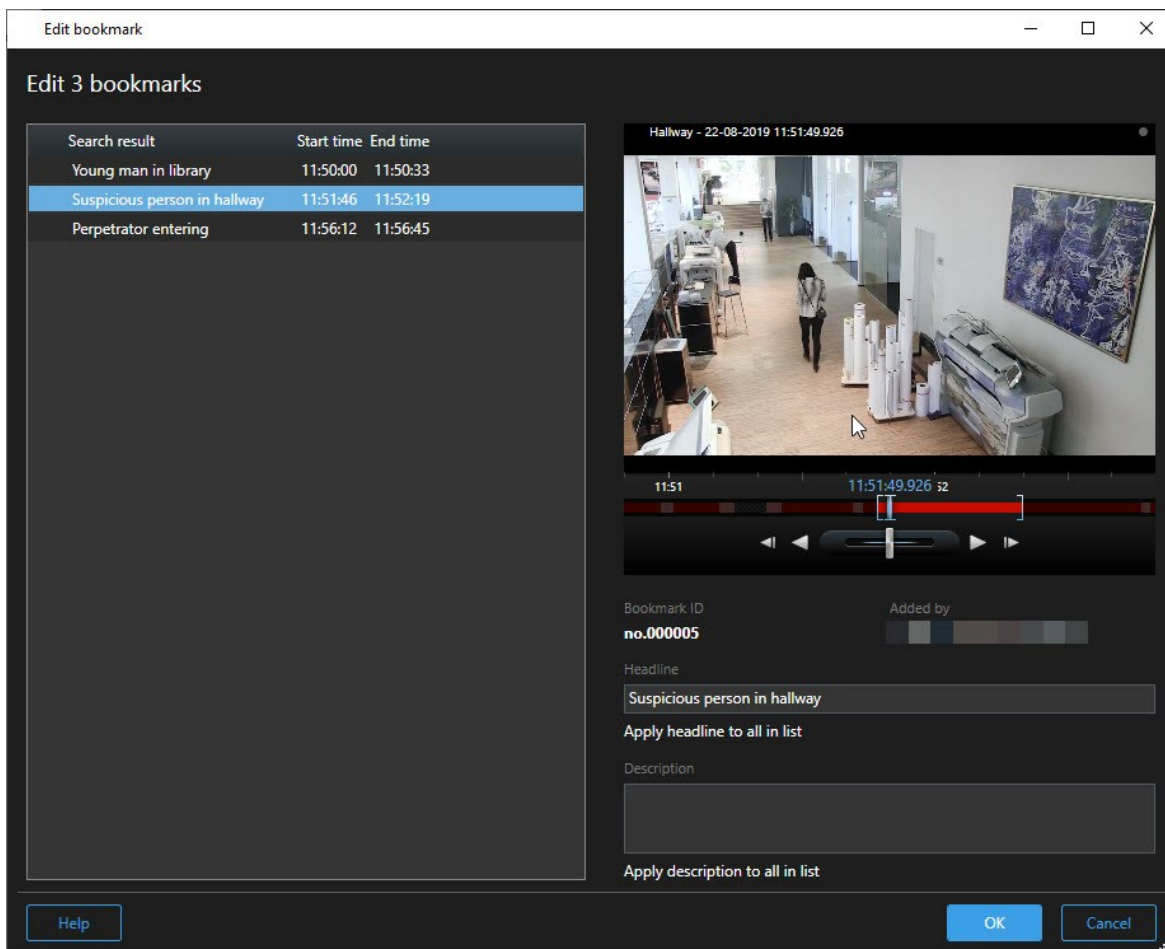 Edit bookmark
Edit 3 bookmarks
Search result Start time End time
Young man in library 11:50:00 11:50:33
Suspicious person in hallway 11:51:46 11:52:19
Perpetrator entering 11:56:12 11:56:45
Hallway - 22-08-2019 11:51:49.926
11:51 11:51:49.926 52
Bookmark ID Added by
no.000005
Headline
Suspicious person in hallway
Apply headline to all in list
Description
Apply description to all in list
Help OK Cancel